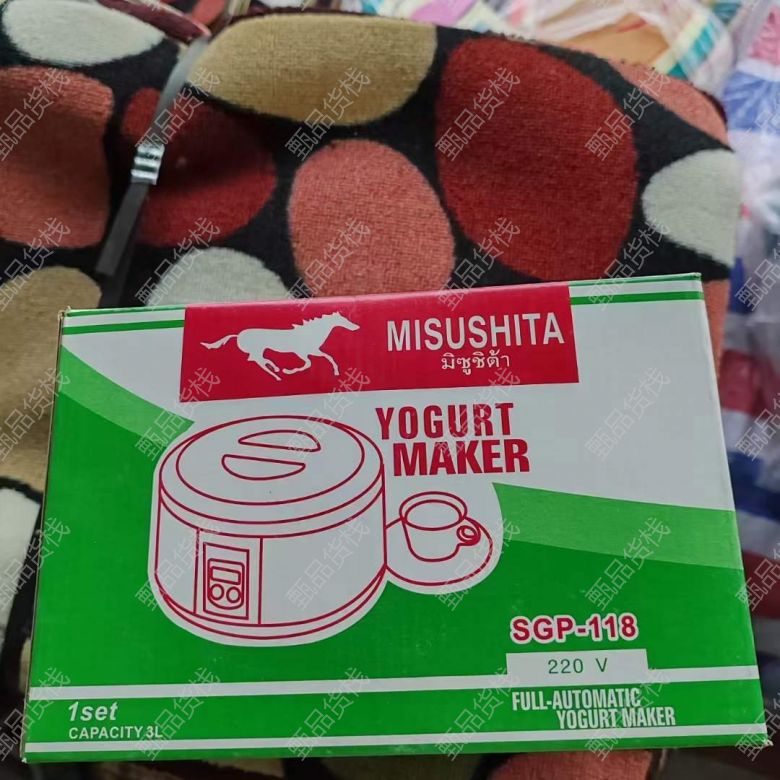 MISUSHITA
มิซูชิต้า
YOGURT
MAKER
SGP-118
220 V
1set
CAPACITY 3L
FULL-AUTOMATIC
YOGURT MAKER
甄品货栈